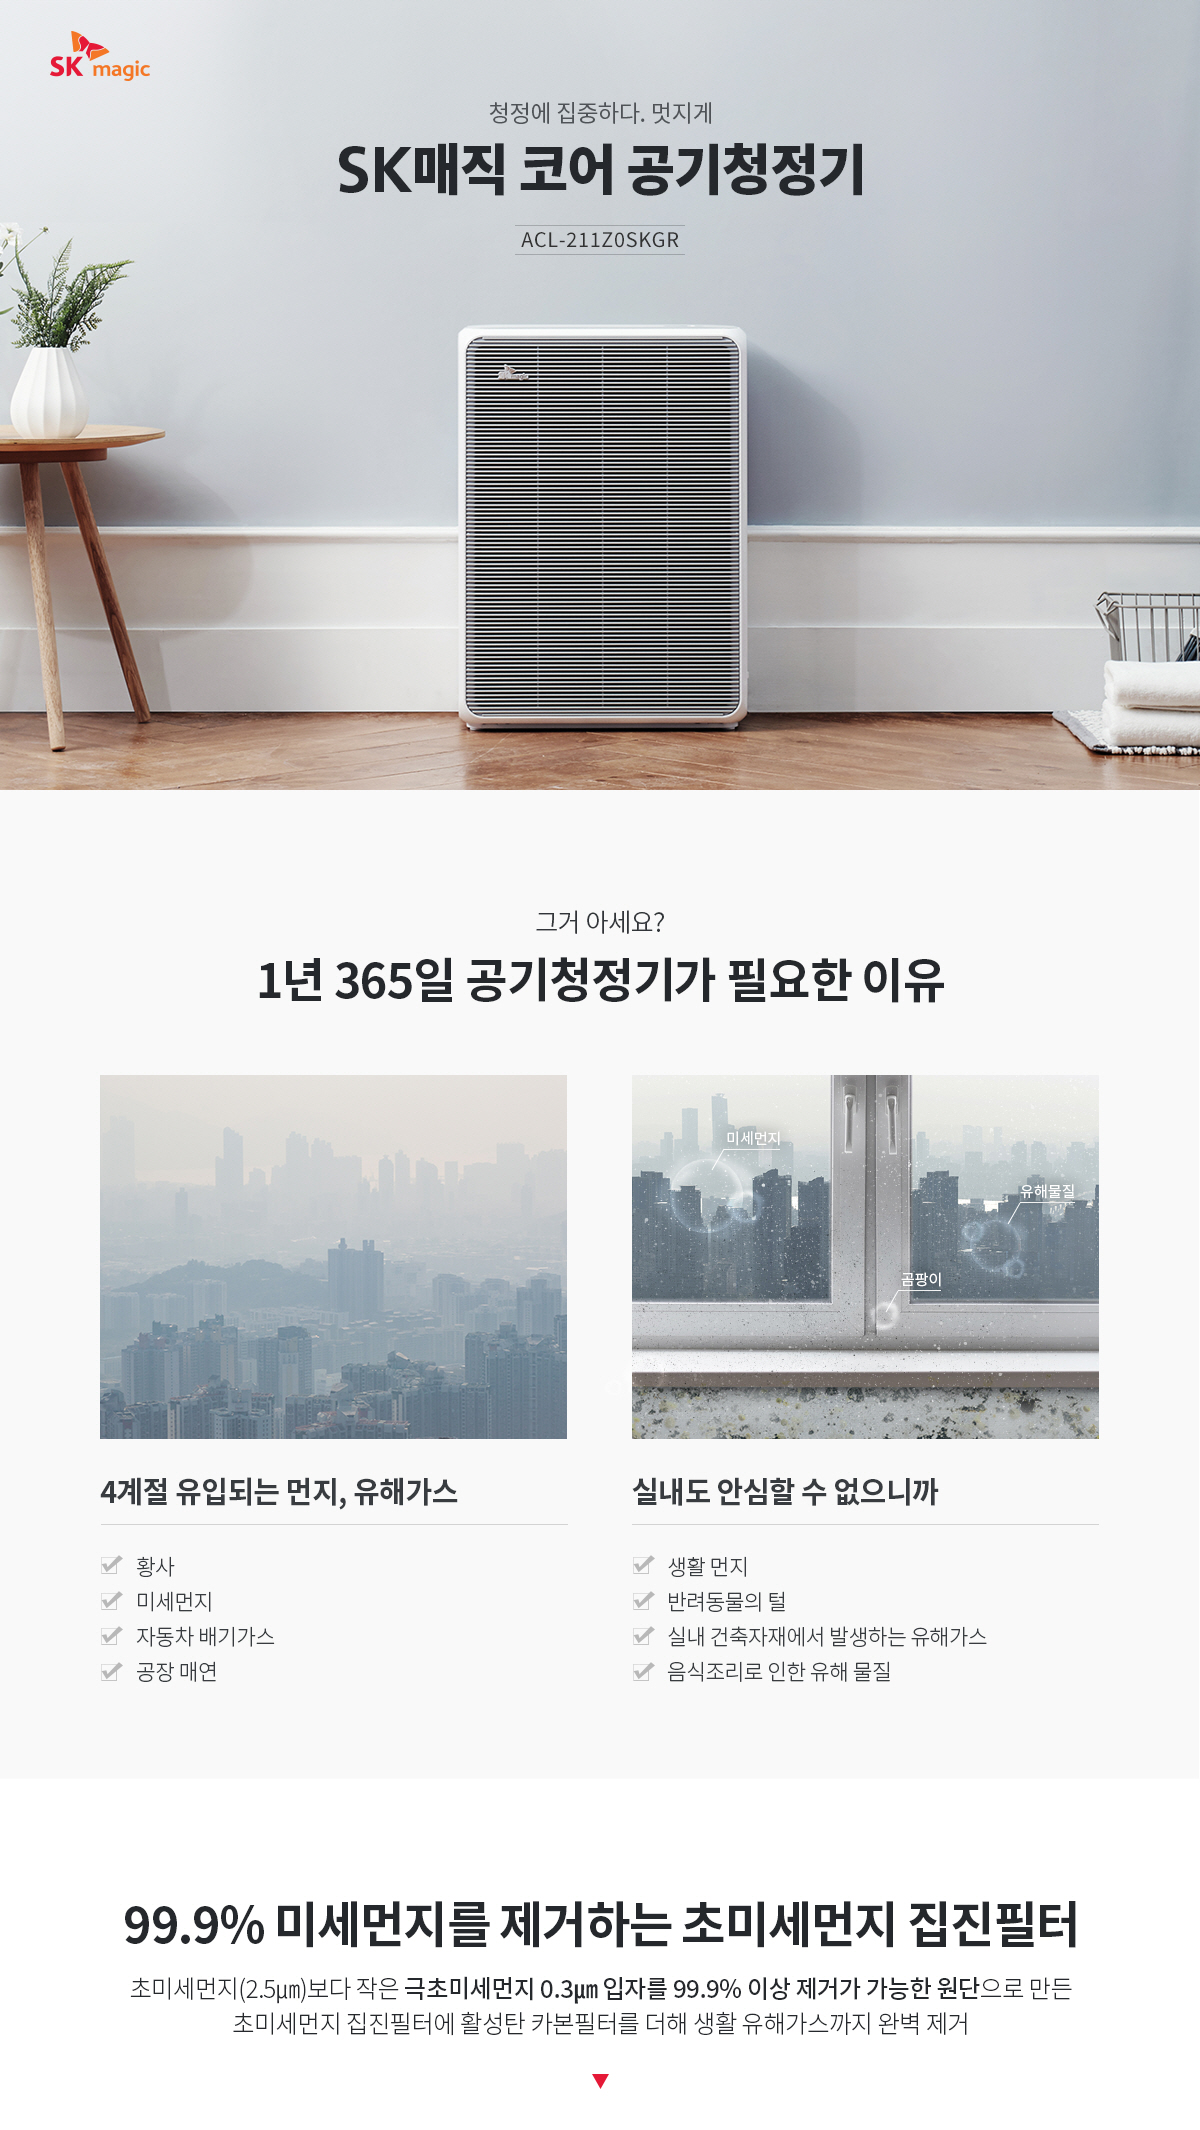 SK magic
청정에 집중하다. 멋지게
SK매직 코어 공기청정기
ACL-211Z0SKGR
그거 아세요?
1년 365일 공기청정기가 필요한 이유
미세먼지
유해물질
곰팡이
4계절 유입되는 먼지, 유해가스
황사
미세먼지
자동차 배기가스
공장 매연
실내도 안심할 수 없으니까
생활 먼지
반려동물의 털
실내 건축자재에서 발생하는 유해가스
음식조리로 인한 유해 물질
99.9% 미세먼지를 제거하는 초미세먼지 집진필터
초미세먼지(2.5㎛)보다 작은 극초미세먼지 0.3㎛ 입자를 99.9% 이상 제거가 가능한 원단으로 만든
초미세먼지 집진필터에 활성탄 카본필터를 더해 생활 유해가스까지 완벽 제거